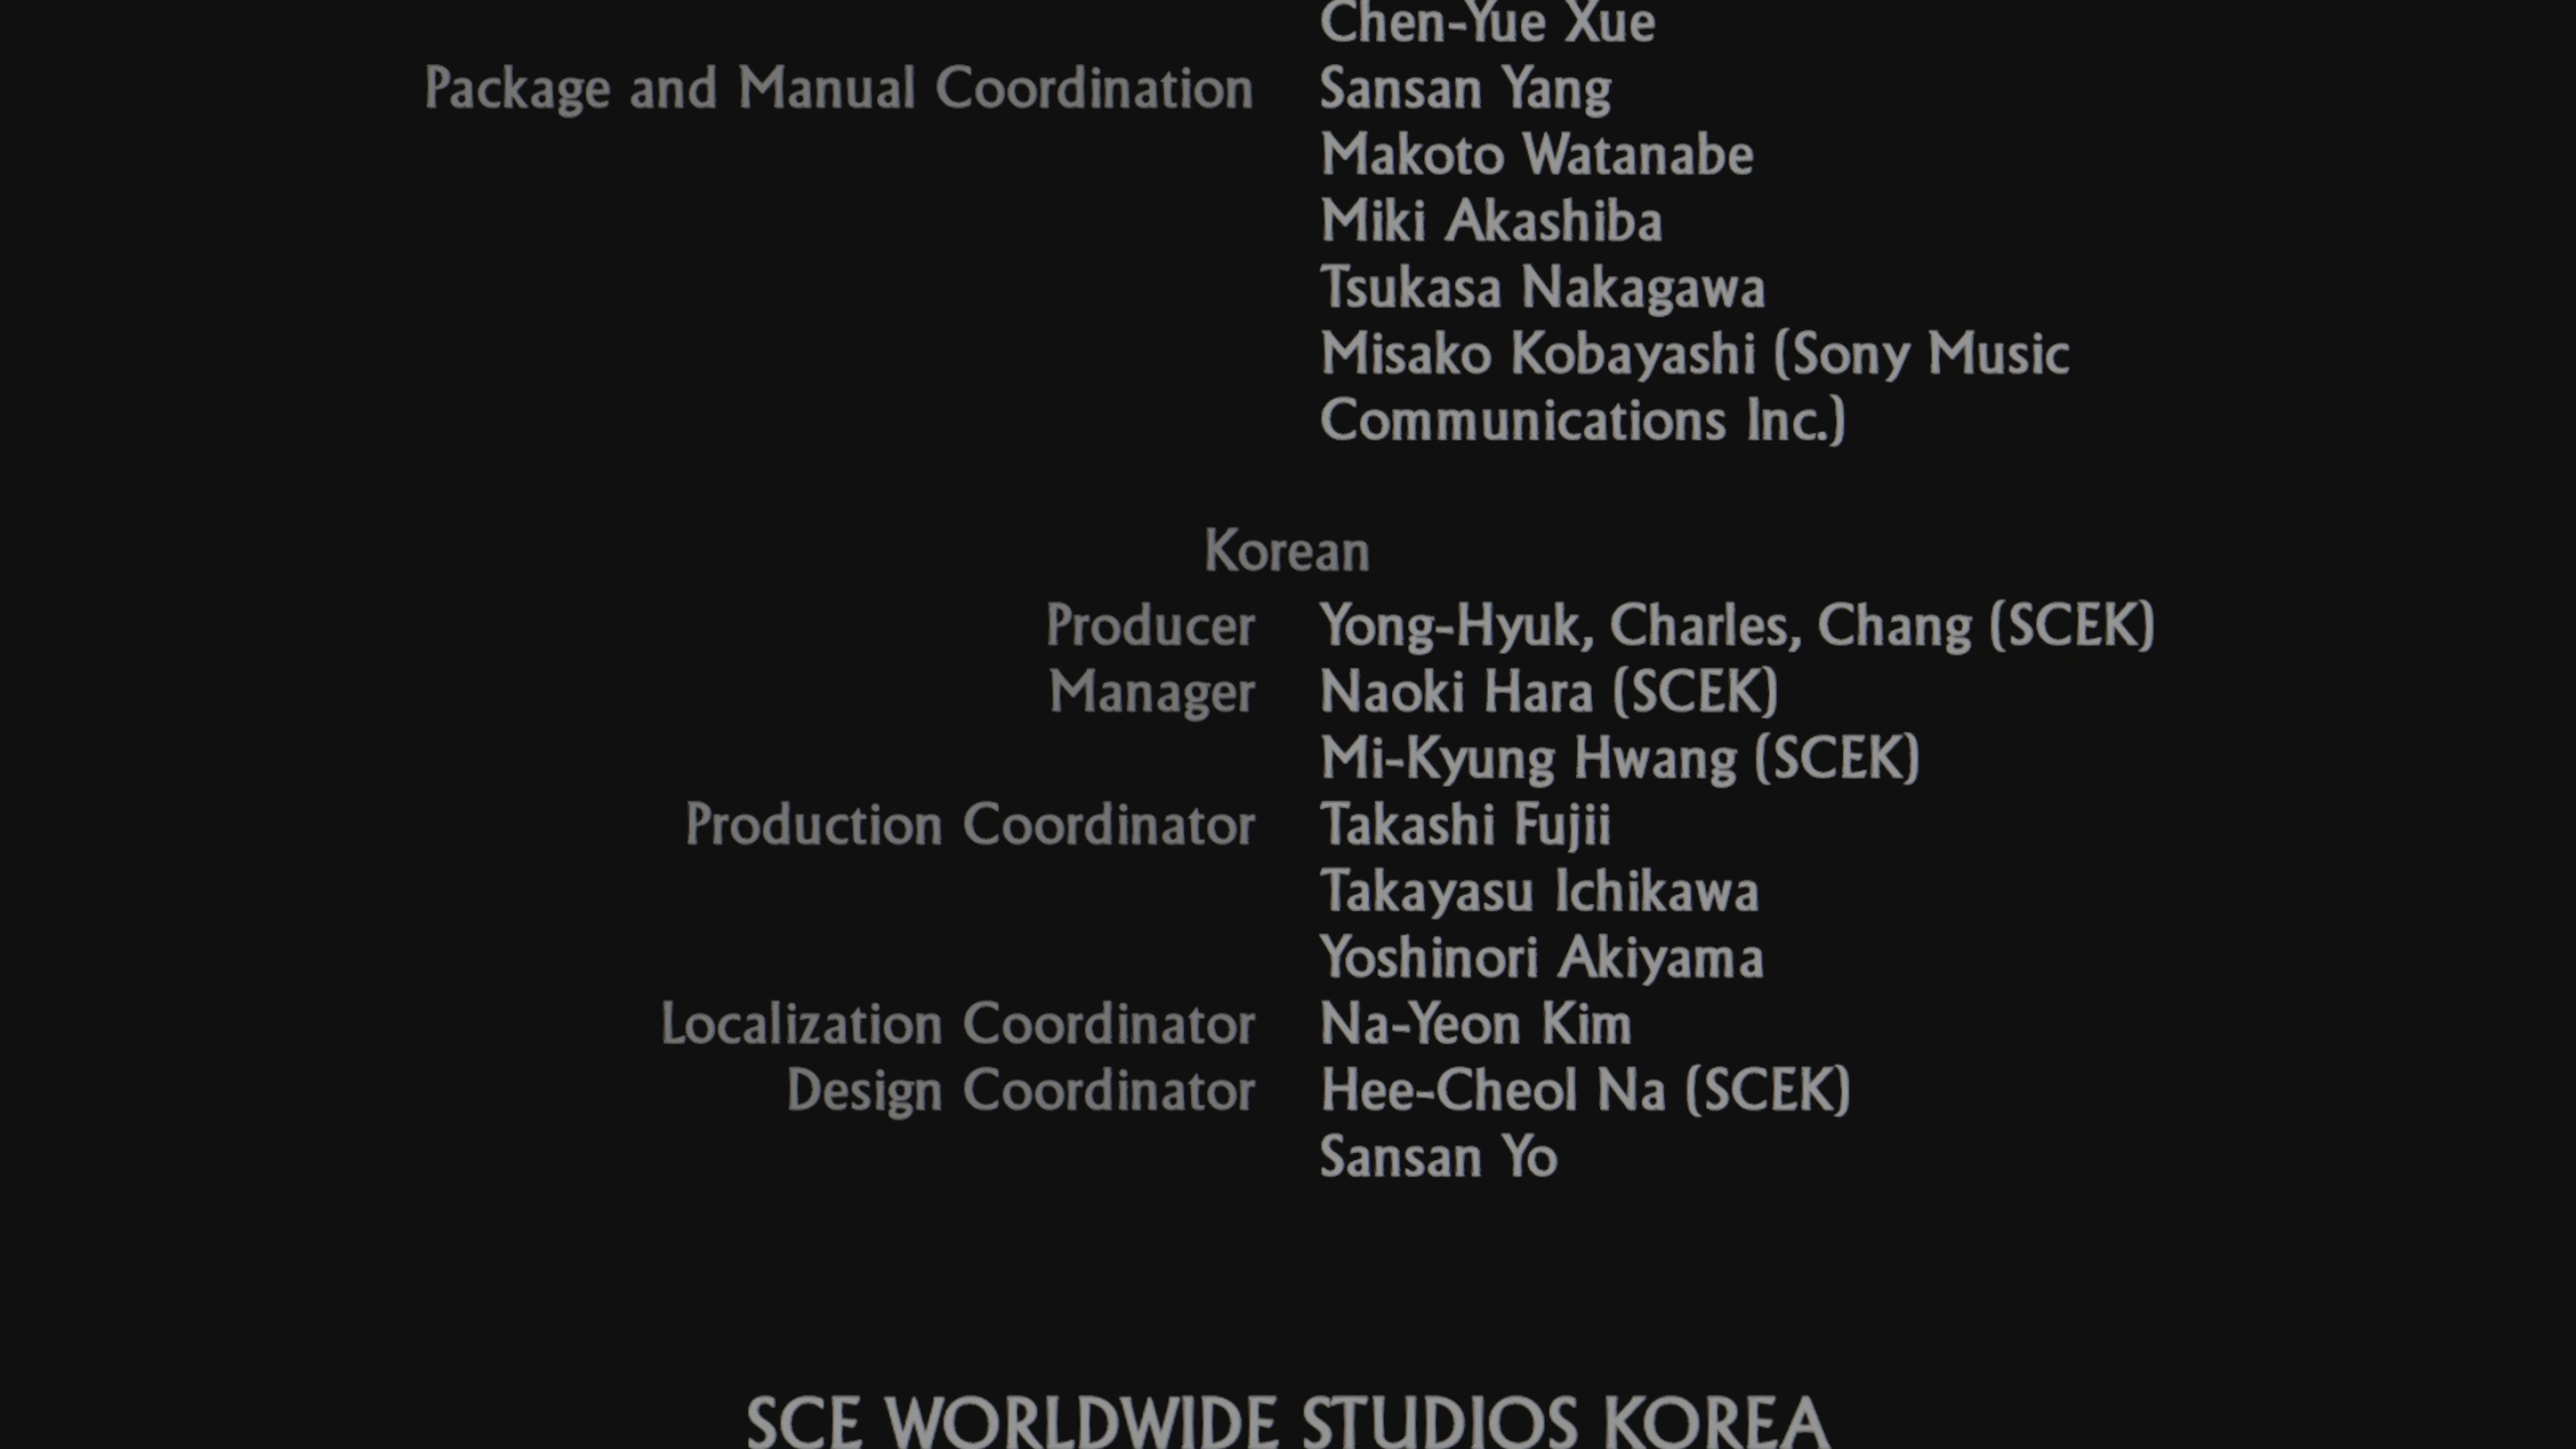 Chen-Yue Xue
Package and Manual Coordination Sansan Yang
Makoto Watanabe
Miki Akashiba
Tsukasa Nakagawa
Misako Kobayashi (Sony Music
Communications Inc.)
Korean
Producer Yong-Hyuk, Charles, Chang (SCEK)
Manager Naoki Hara (SCEK)
Mi-Kyung Hwang (SCEK)
Production Coordinator Takashi Fujii
Takayasu Ichikawa
Yoshinori Akiyama
Localization Coordinator Na-Yeon Kim
Design Coordinator Hee-Cheol Na (SCEK)
Sansan Yo
SCE WORLDWIDE STUDIOS KOREA